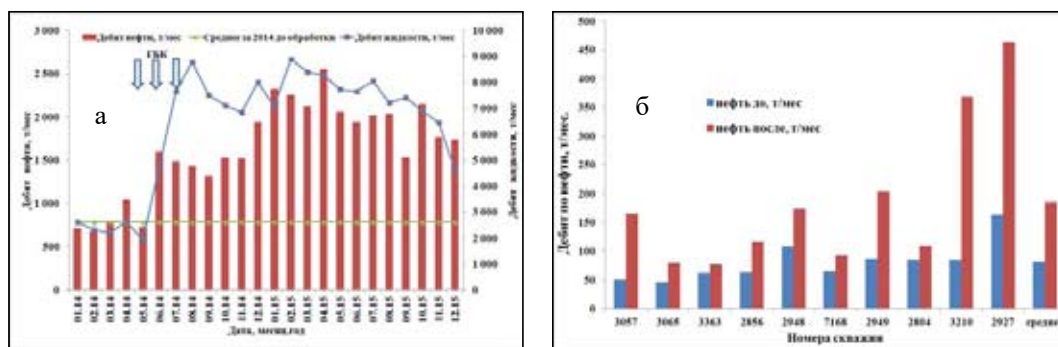 Дебит нефти, т/мес Среднее за 2014 до обработки Дебит жидкости, т/мес
ГБК
а
Дебит нефти, т/мес
3 000
2 500
2 000
1 500
1 000
500
0
Дебит жидкости, т/мес
10 000
9 000
8 000
7 000
6 000
5 000
4 000
3 000
2 000
1 000
0
01.14 02.14 03.14 04.14 05.14 06.14 07.14 08.14 09.14 10.14 11.14 12.14 01.15 02.15 03.15 04.15 05.15 06.15 07.15 08.15 09.15 10.15 11.15 12.15
Дата, месяц,год
б
нефть до, т/мес
нефть после, т/мес
Дебит по нефти, т/мес.
500
450
400
350
300
250
200
150
100
50
0
3057 3065 3363 2856 2948 7168 2949 2804 3210 2927 средне
Номера скважин